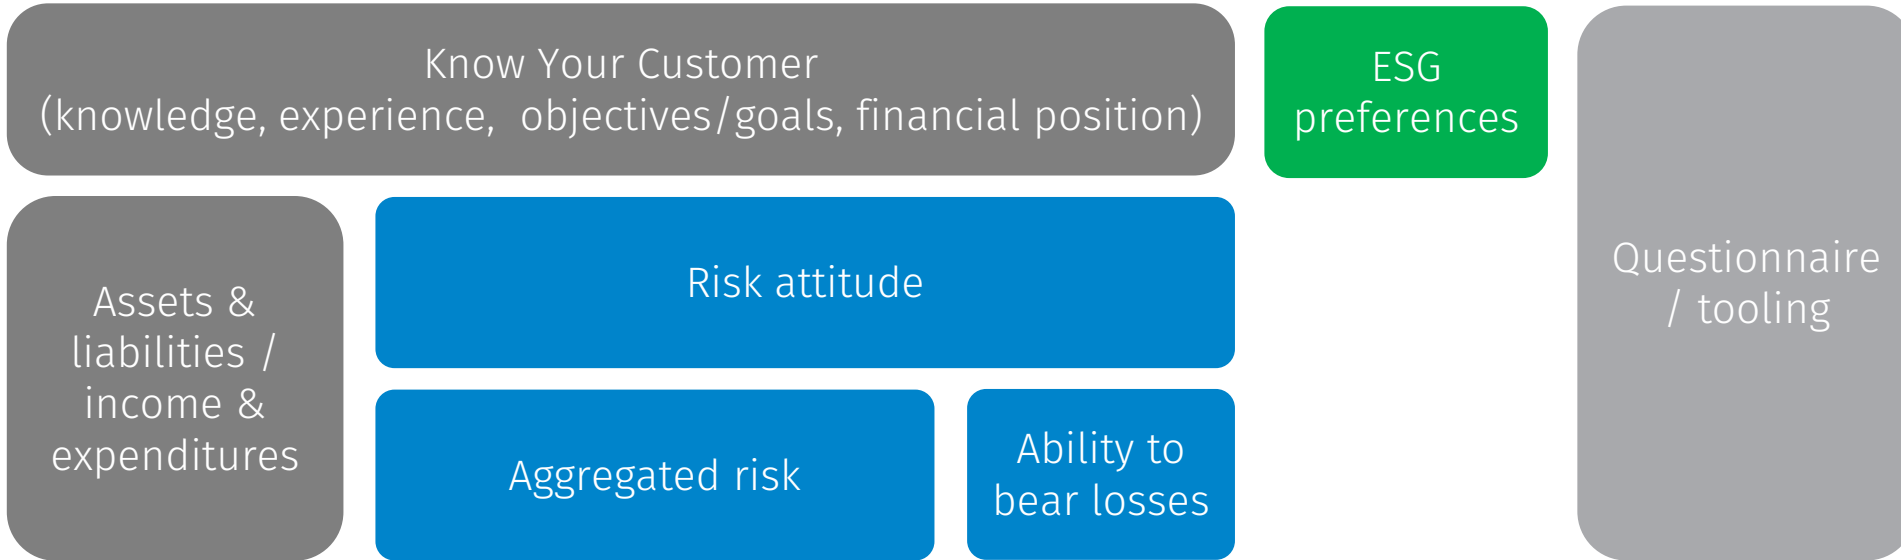 Know Your Customer
(knowledge, experience,  objectives/goals, financial position)
ESG
preferences
Questionnaire
/ tooling
Assets &
liabilities /
income &
expenditures
Risk attitude
Aggregated risk
Ability to
bear losses